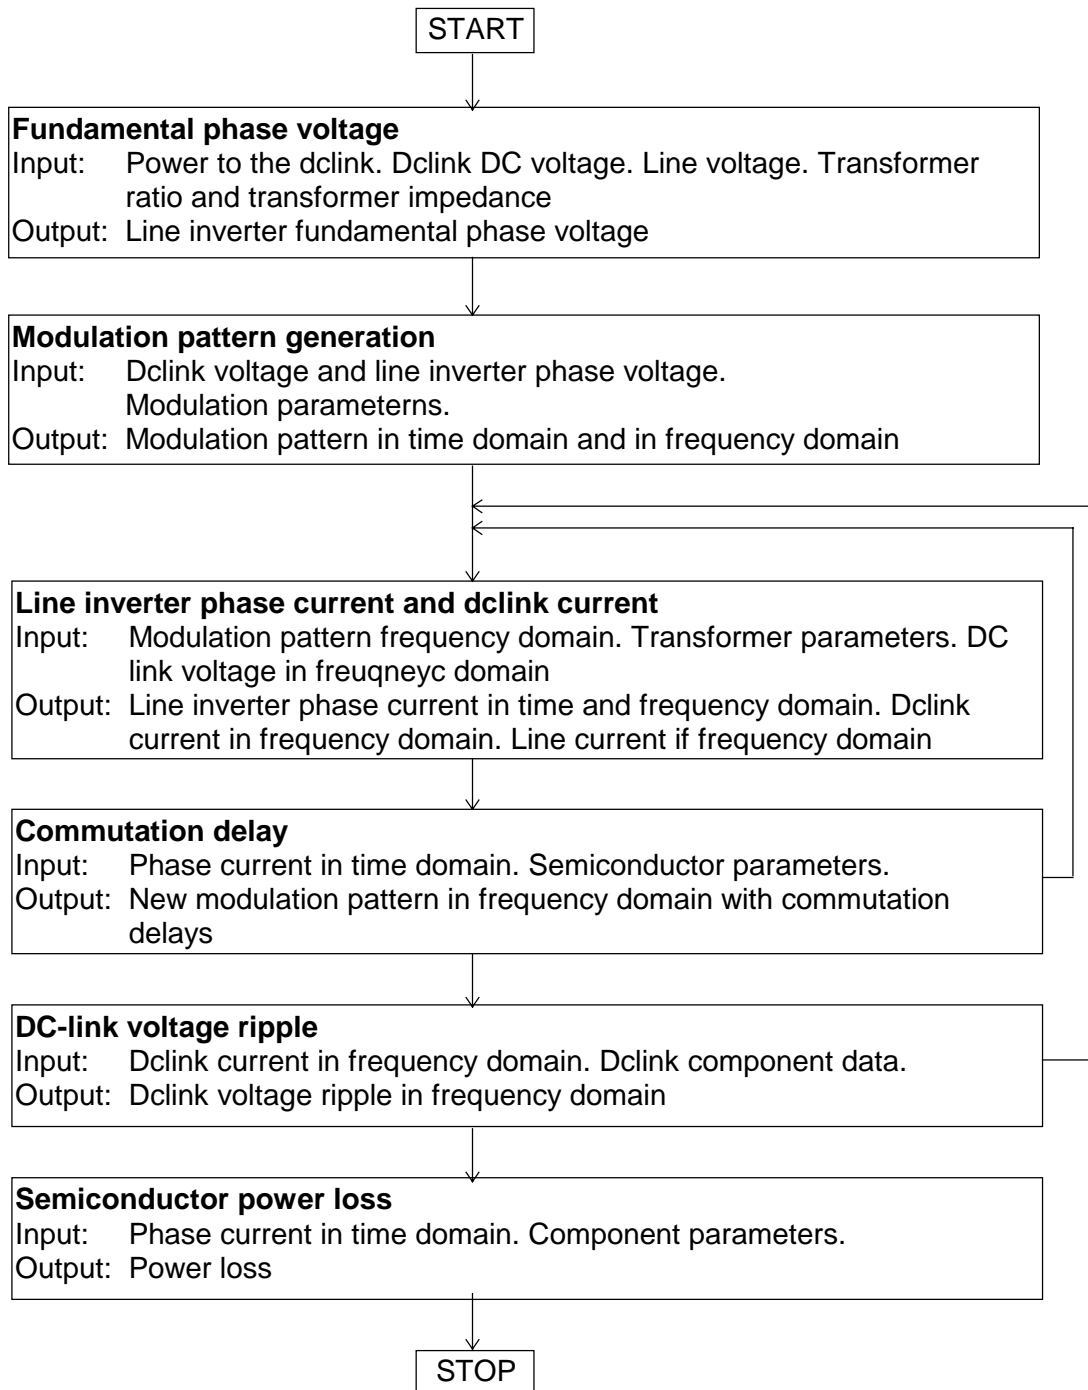 START
Fundamental phase voltage
Input: Power to the dclink. Dclink DC voltage. Line voltage. Transformer
ratio and transformer impedance
Output: Line inverter fundamental phase voltage
Modulation pattern generation
Input: Dclink voltage and line inverter phase voltage.
Modulation parameterns.
Output: Modulation pattern in time domain and in frequency domain
Line inverter phase current and dclink current
Input: Modulation pattern frequency domain. Transformer parameters. DC
link voltage in freuqneyc domain
Output: Line inverter phase current in time and frequency domain. Dclink
current in frequency domain. Line current if frequency domain
Commutation delay
Input: Phase current in time domain. Semiconductor parameters.
Output: New modulation pattern in frequency domain with commutation
delays
DC-link voltage ripple
Input: Dclink current in frequency domain. Dclink component data.
Output: Dclink voltage ripple in frequency domain
Semiconductor power loss
Input: Phase current in time domain. Component parameters.
Output: Power loss
STOP